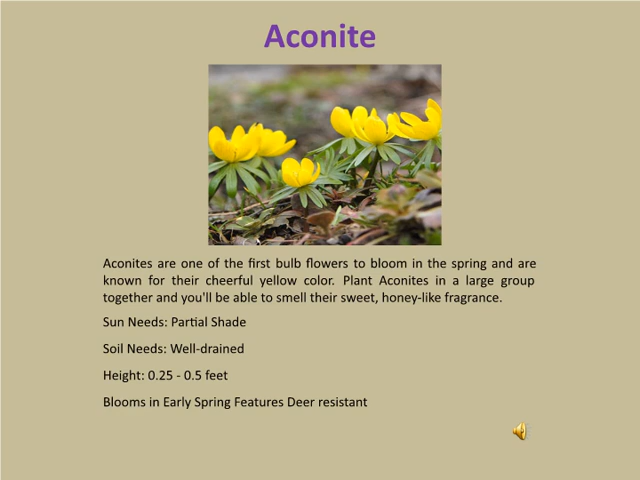 Aconite
Aconites are one of the first bulb flowers to bloom in the spring and are
known for their cheerful yellow color. Plant Aconites in a large group
together and you'll be able to smell their sweet, honey-like fragrance.
Sun Needs: Partial Shade
Soil Needs: Well-drained
Height: 0.25 - 0.5 feet
Blooms in Early Spring Features Deer resistant